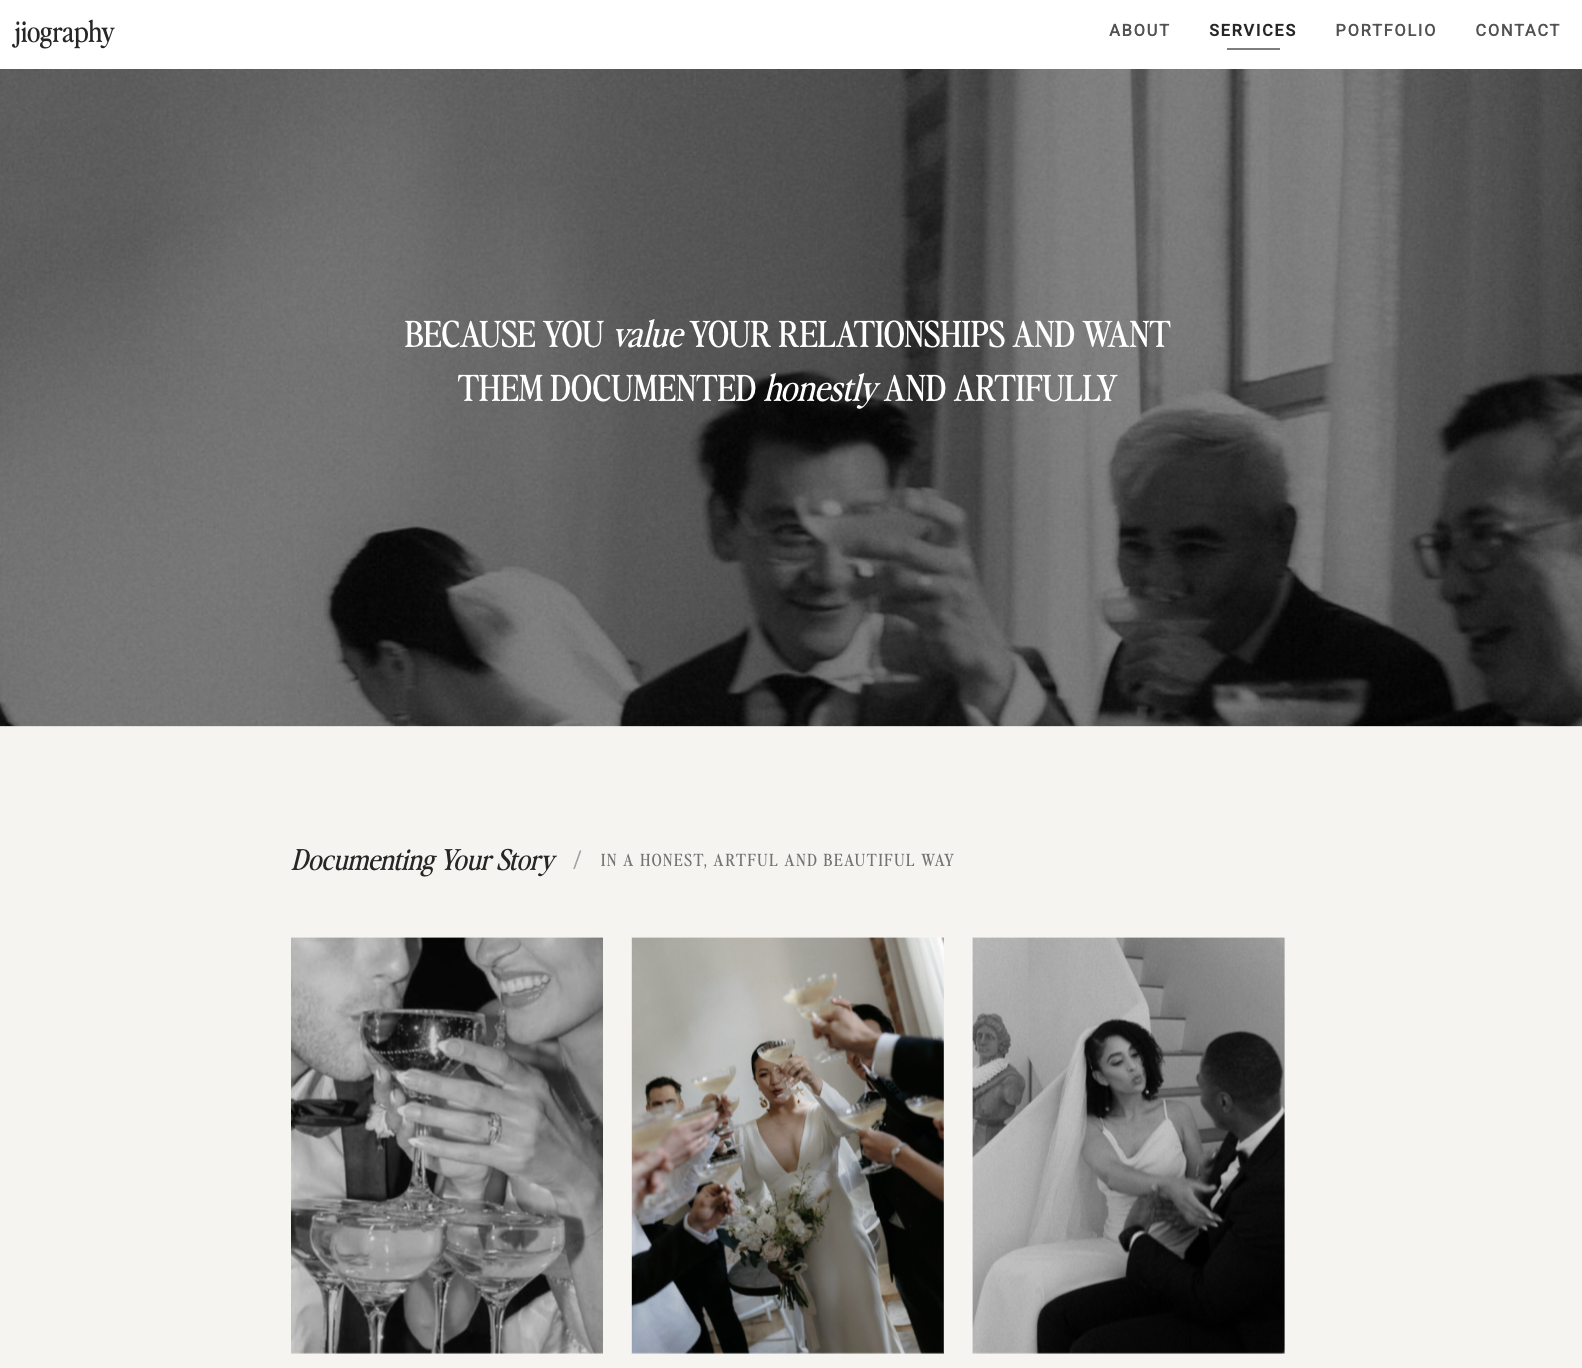 jiography
ABOUT SERVICES PORTFOLIO CONTACT
BECAUSE YOU value YOUR RELATIONSHIPS AND WANT
THEM DOCUMENTED honestly AND ARTIFULLY
Documenting Your Story / IN A HONEST, ARTFUL AND BEAUTIFUL WAY